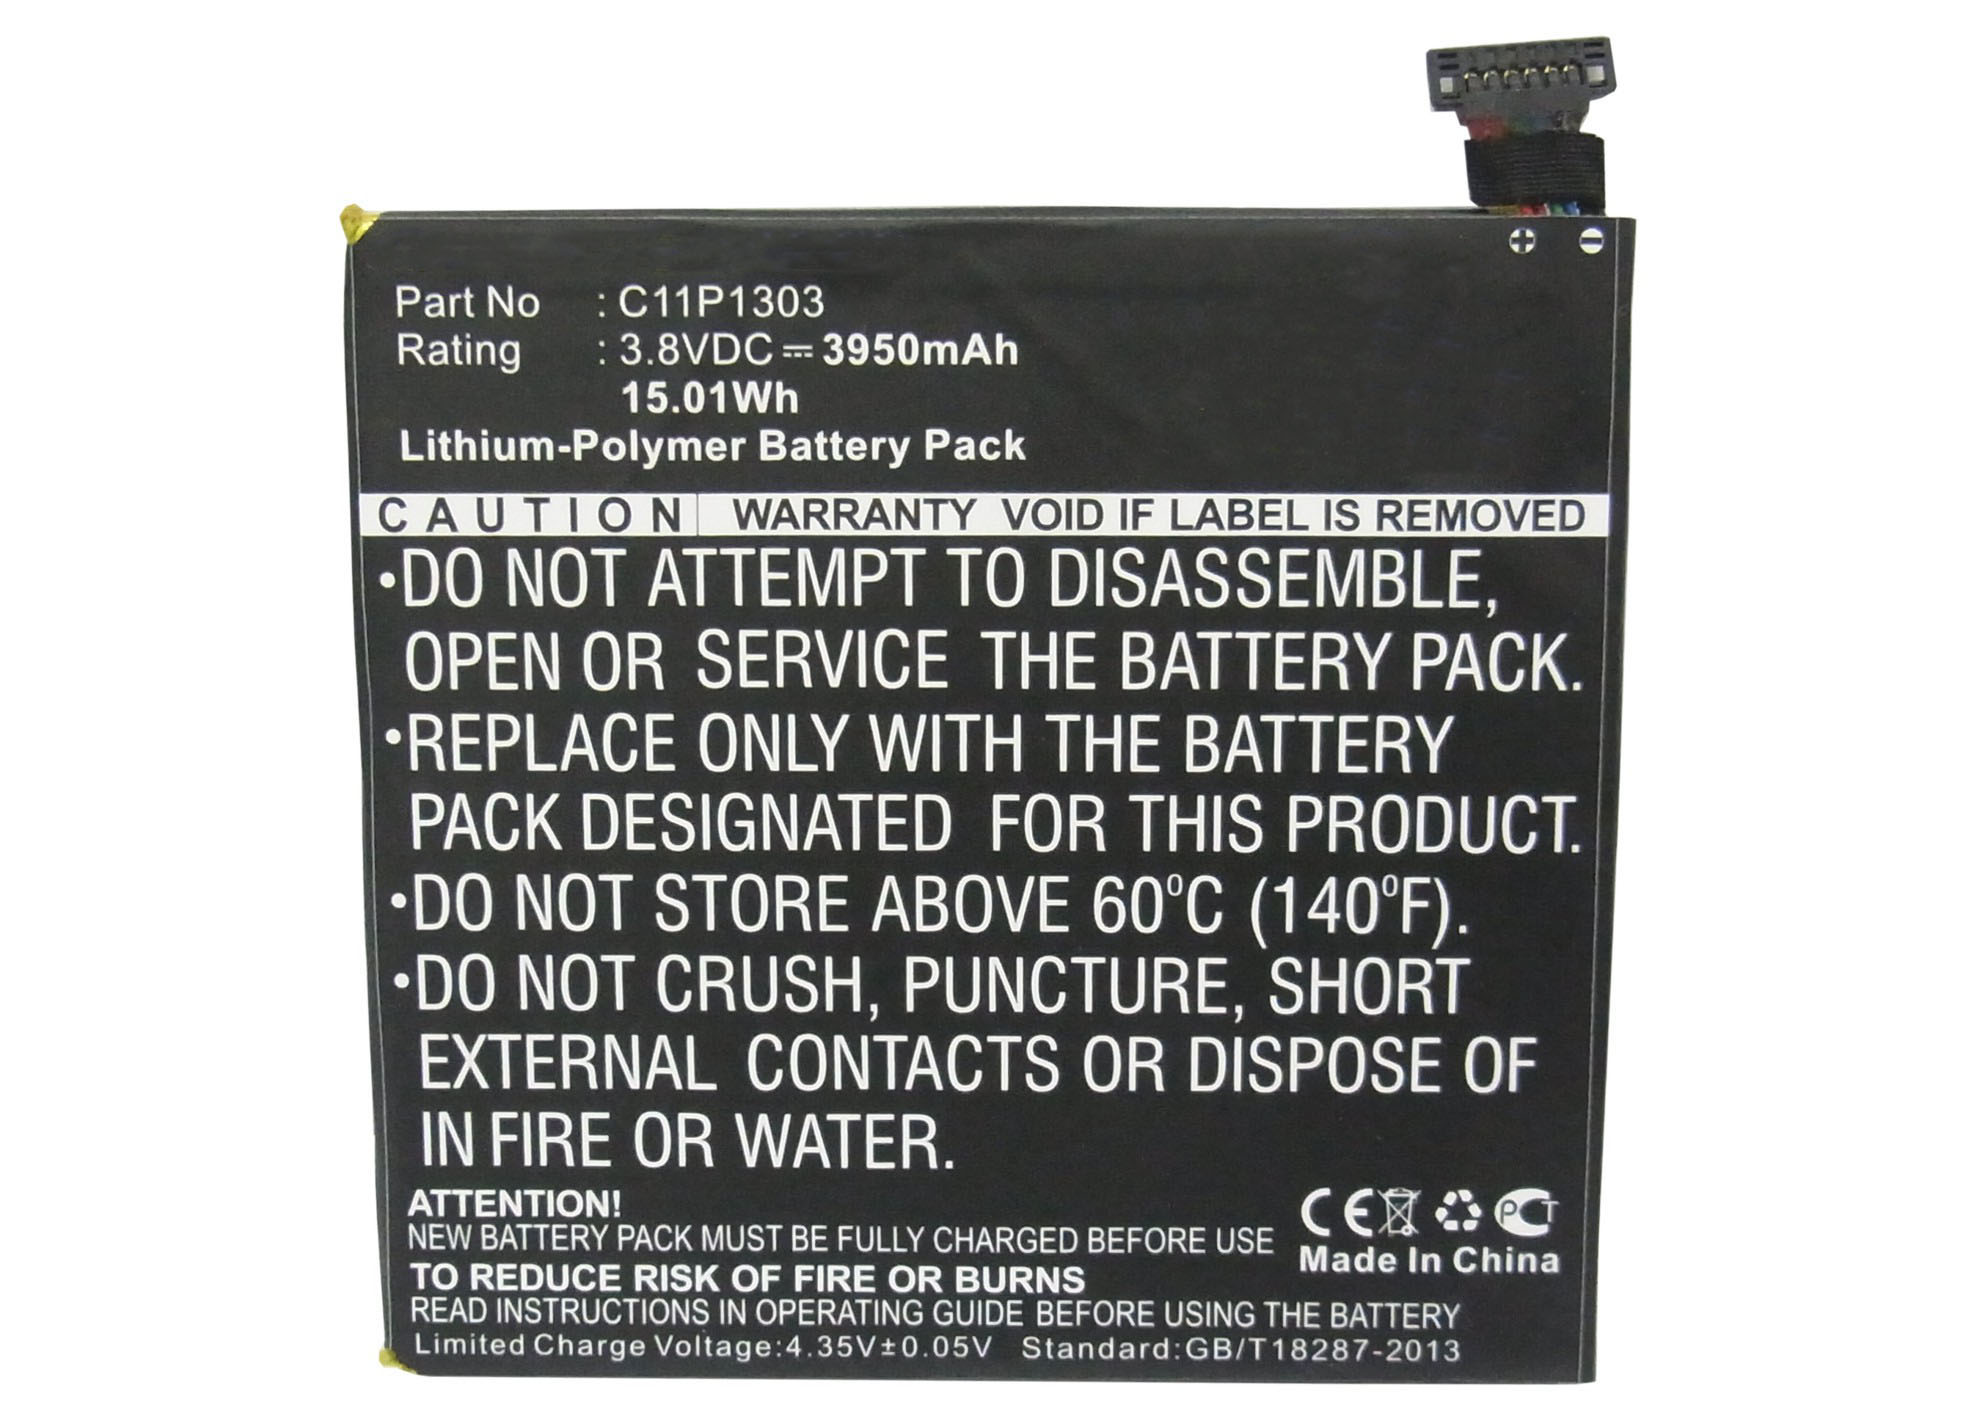 Part No : C11P1303
Rating : 3.8VDC ⎓ 3950mAh
15.01Wh
Lithium-Polymer Battery Pack
CAUTION WARRANTY VOID IF LABEL IS REMOVED
•DO NOT ATTEMPT TO DISASSEMBLE,
OPEN OR SERVICE THE BATTERY PACK.
•REPLACE ONLY WITH THE BATTERY
PACK DESIGNATED FOR THIS PRODUCT.
•DO NOT STORE ABOVE 60°C (140°F).
•DO NOT CRUSH, PUNCTURE, SHORT
EXTERNAL CONTACTS OR DISPOSE OF
IN FIRE OR WATER.
ATTENTION!
NEW BATTERY PACK MUST BE FULLY CHARGED BEFORE USE
TO REDUCE RISK OF FIRE OR BURNS
READ INSTRUCTIONS IN OPERATING GUIDE BEFORE USING THE BATTERY
Limited Charge Voltage:4.35V±0.05V Standard:GB/T18287-2013
CE PCT
Made In China